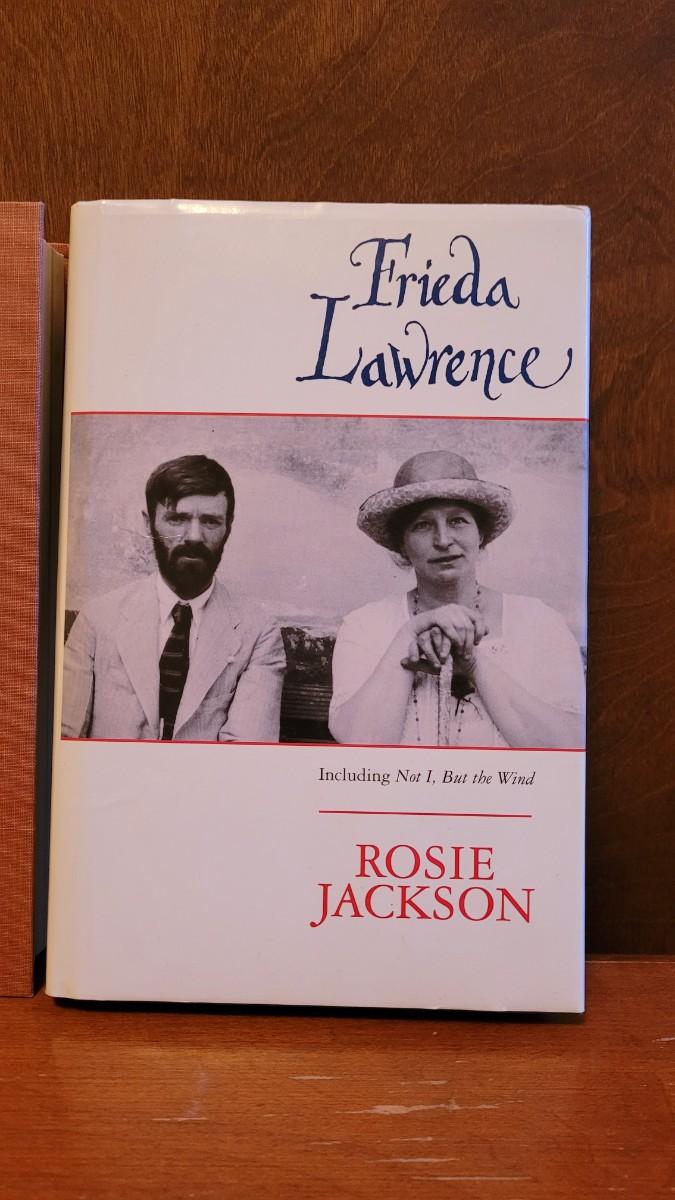 Frieda
Lawrence
Including Not I, But the Wind
ROSIE
JACKSON